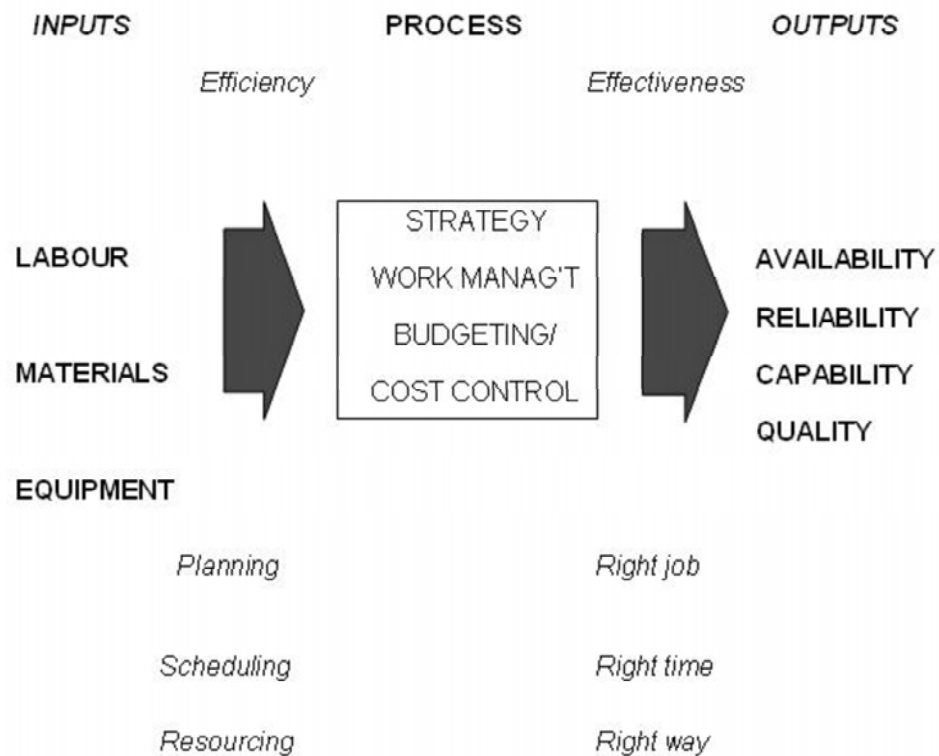 INPUTS PROCESS OUTPUTS
Efficiency Effectiveness
STRATEGY
LABOUR WORK MANAG'T AVAILABILITY
BUDGETING/ RELIABILITY
MATERIALS COST CONTROL CAPABILITY
QUALITY
EQUIPMENT
Planning Right job
Scheduling Right time
Resourcing Right way